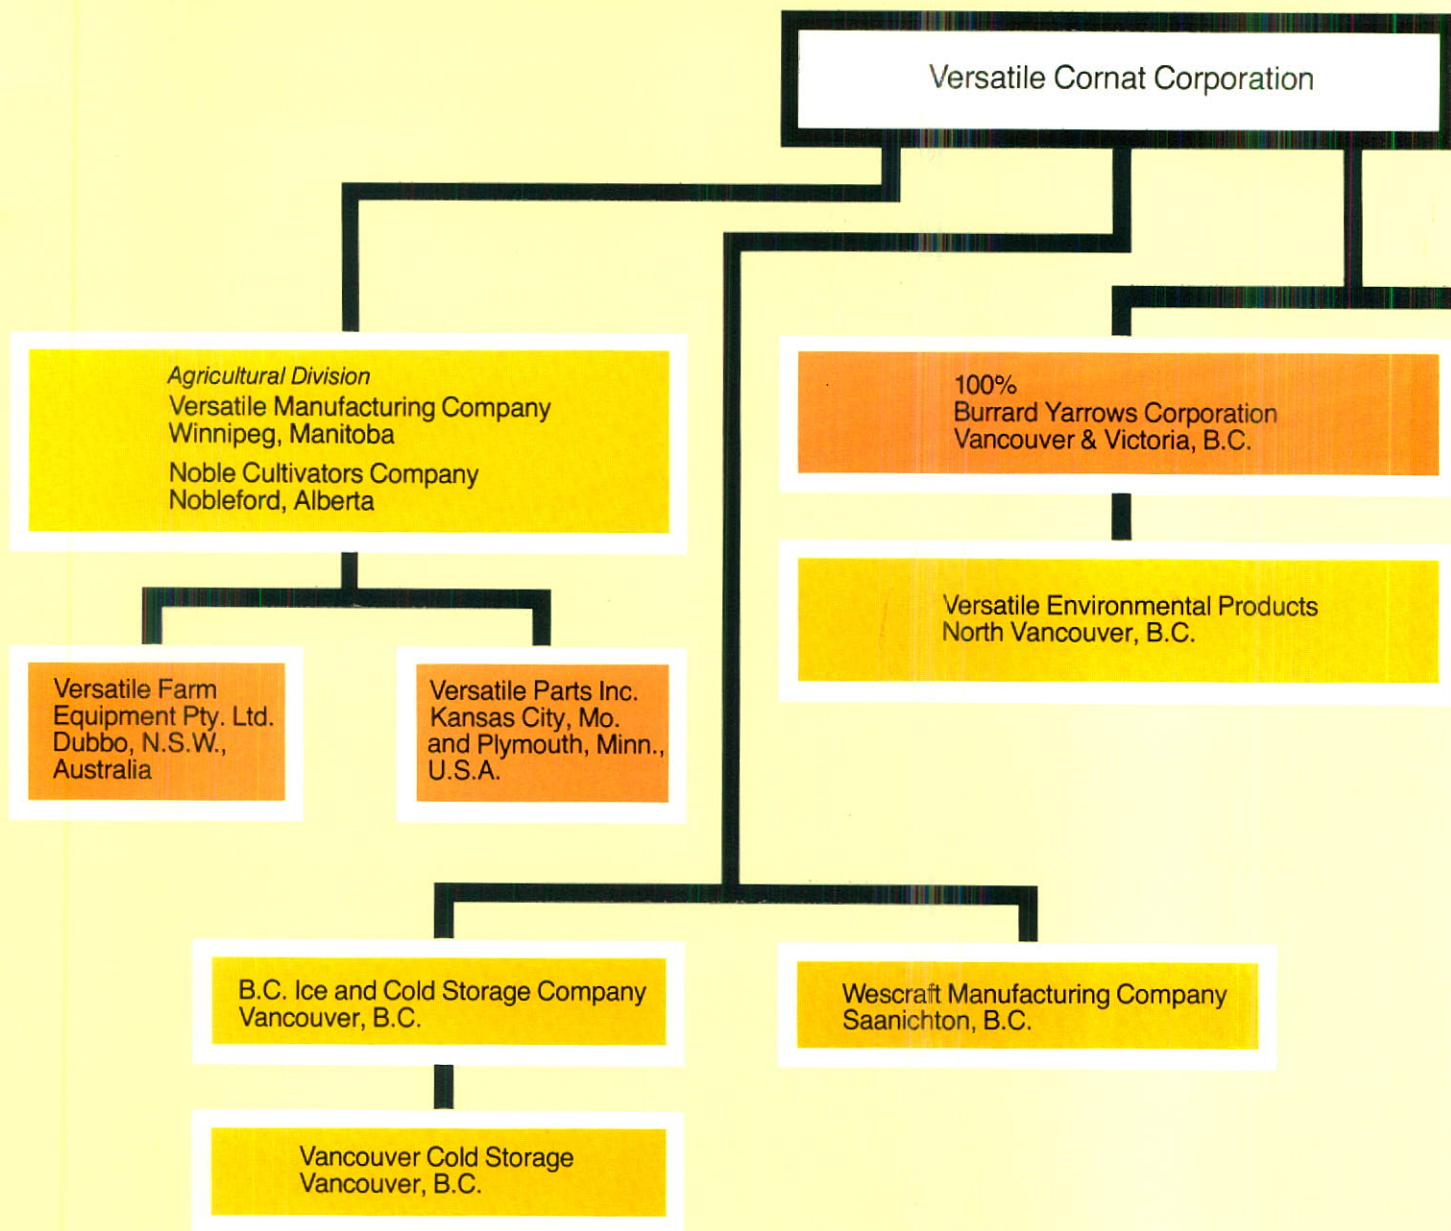 Versatile Cornat Corporation
Agricultural Division
Versatile Manufacturing Company
Winnipeg, Manitoba
Noble Cultivators Company
Nobleford, Alberta
100%
Burrard Yarrows Corporation
Vancouver & Victoria, B.C.
Versatile Environmental Products
North Vancouver, B.C.
Versatile Farm
Equipment Pty. Ltd.
Dubbo, N.S.W.,
Australia
Versatile Parts Inc.
Kansas City, Mo.
and Plymouth, Minn.,
U.S.A.
B.C. Ice and Cold Storage Company
Vancouver, B.C.
Wescraft Manufacturing Company
Saanichton, B.C.
Vancouver Cold Storage
Vancouver, B.C.